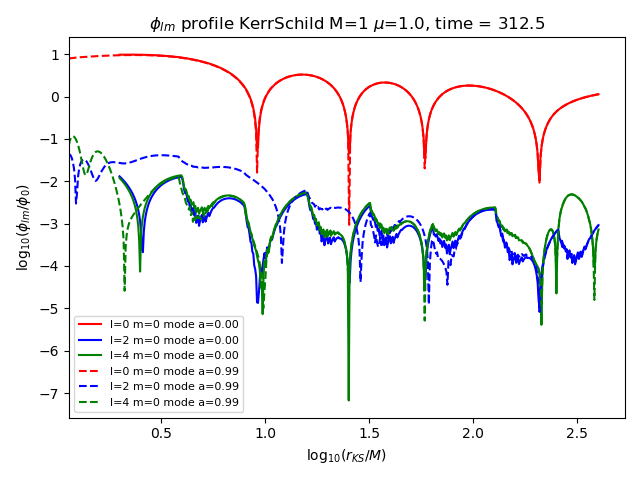 ϕ_lm profile KerrSchild M=1 μ=1.0, time = 312.5
log₁₀(ϕ_lm/ϕ₀)
1
0
−1
−2
−3
−4
−5
−6
−7
l=0 m=0 mode a=0.00
l=2 m=0 mode a=0.00
l=4 m=0 mode a=0.00
l=0 m=0 mode a=0.99
l=2 m=0 mode a=0.99
l=4 m=0 mode a=0.99
0.5 1.0 1.5 2.0 2.5
log₁₀(r_KS/M)